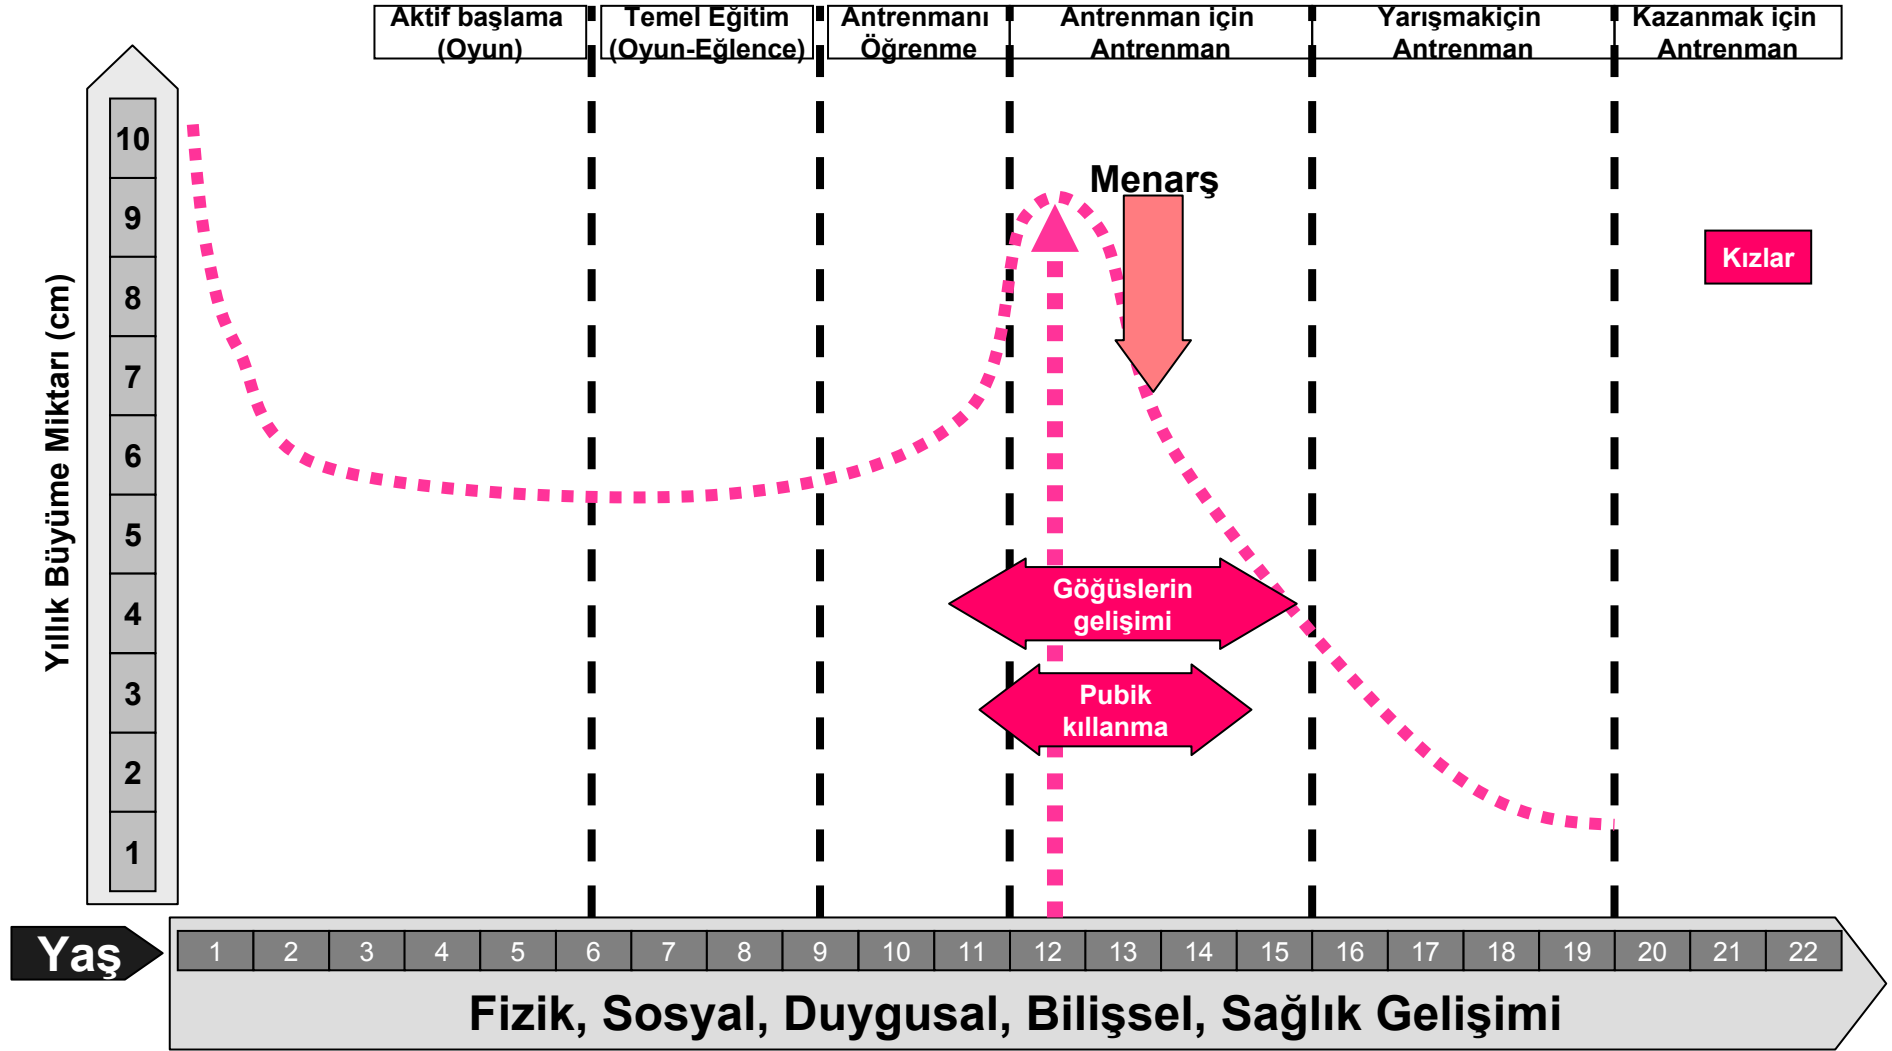 Aktif başlama
(Oyun)
Temel Eğitim
(Oyun-Eğlence)
Antrenmanı
Öğrenme
Antrenman için
Antrenman
Yarışmakiçin
Antrenman
Kazanmak için
Antrenman
10
9
8
7
6
5
4
3
2
1
Yıllık Büyüme Miktarı (cm)
Menarş
Kızlar
Göğüslerin
gelişimi
Pubik
kıllanma
Yaş
1 2 3 4 5 6 7 8 9 10 11 12 13 14 15 16 17 18 19 20 21 22
Fizik, Sosyal, Duygusal, Bilişsel, Sağlık Gelişimi